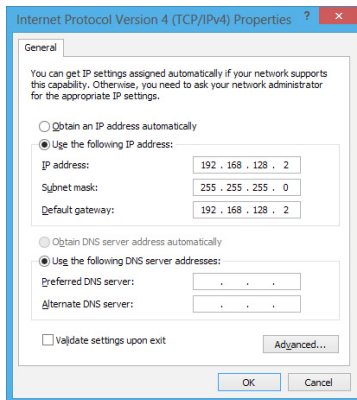 Internet Protocol Version 4 (TCP/IPv4) Properties ? ×
General
You can get IP settings assigned automatically if your network supports
this capability. Otherwise, you need to ask your network administrator
for the appropriate IP settings.
Obtain an IP address automatically
Use the following IP address:
IP address: 192 . 168 . 128 . 2
Subnet mask: 255 . 255 . 255 . 0
Default gateway: 192 . 168 . 128 . 2
Obtain DNS server address automatically
Use the following DNS server addresses:
Preferred DNS server: . . .
Alternate DNS server: . . .
Validate settings upon exit Advanced...
OK Cancel